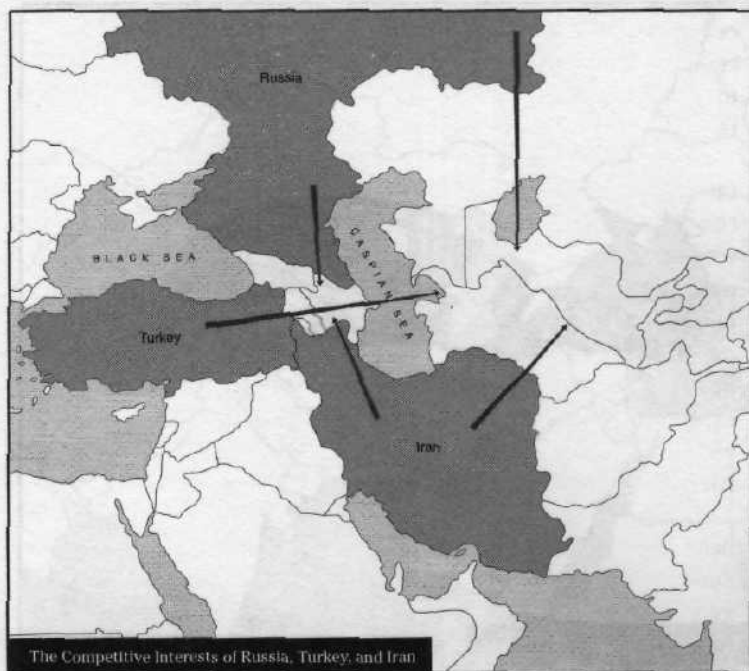 Russia
BLACK SEA
CASPIAN SEA
Turkey
Iran
The Competitive Interests of Russia, Turkey, and Iran